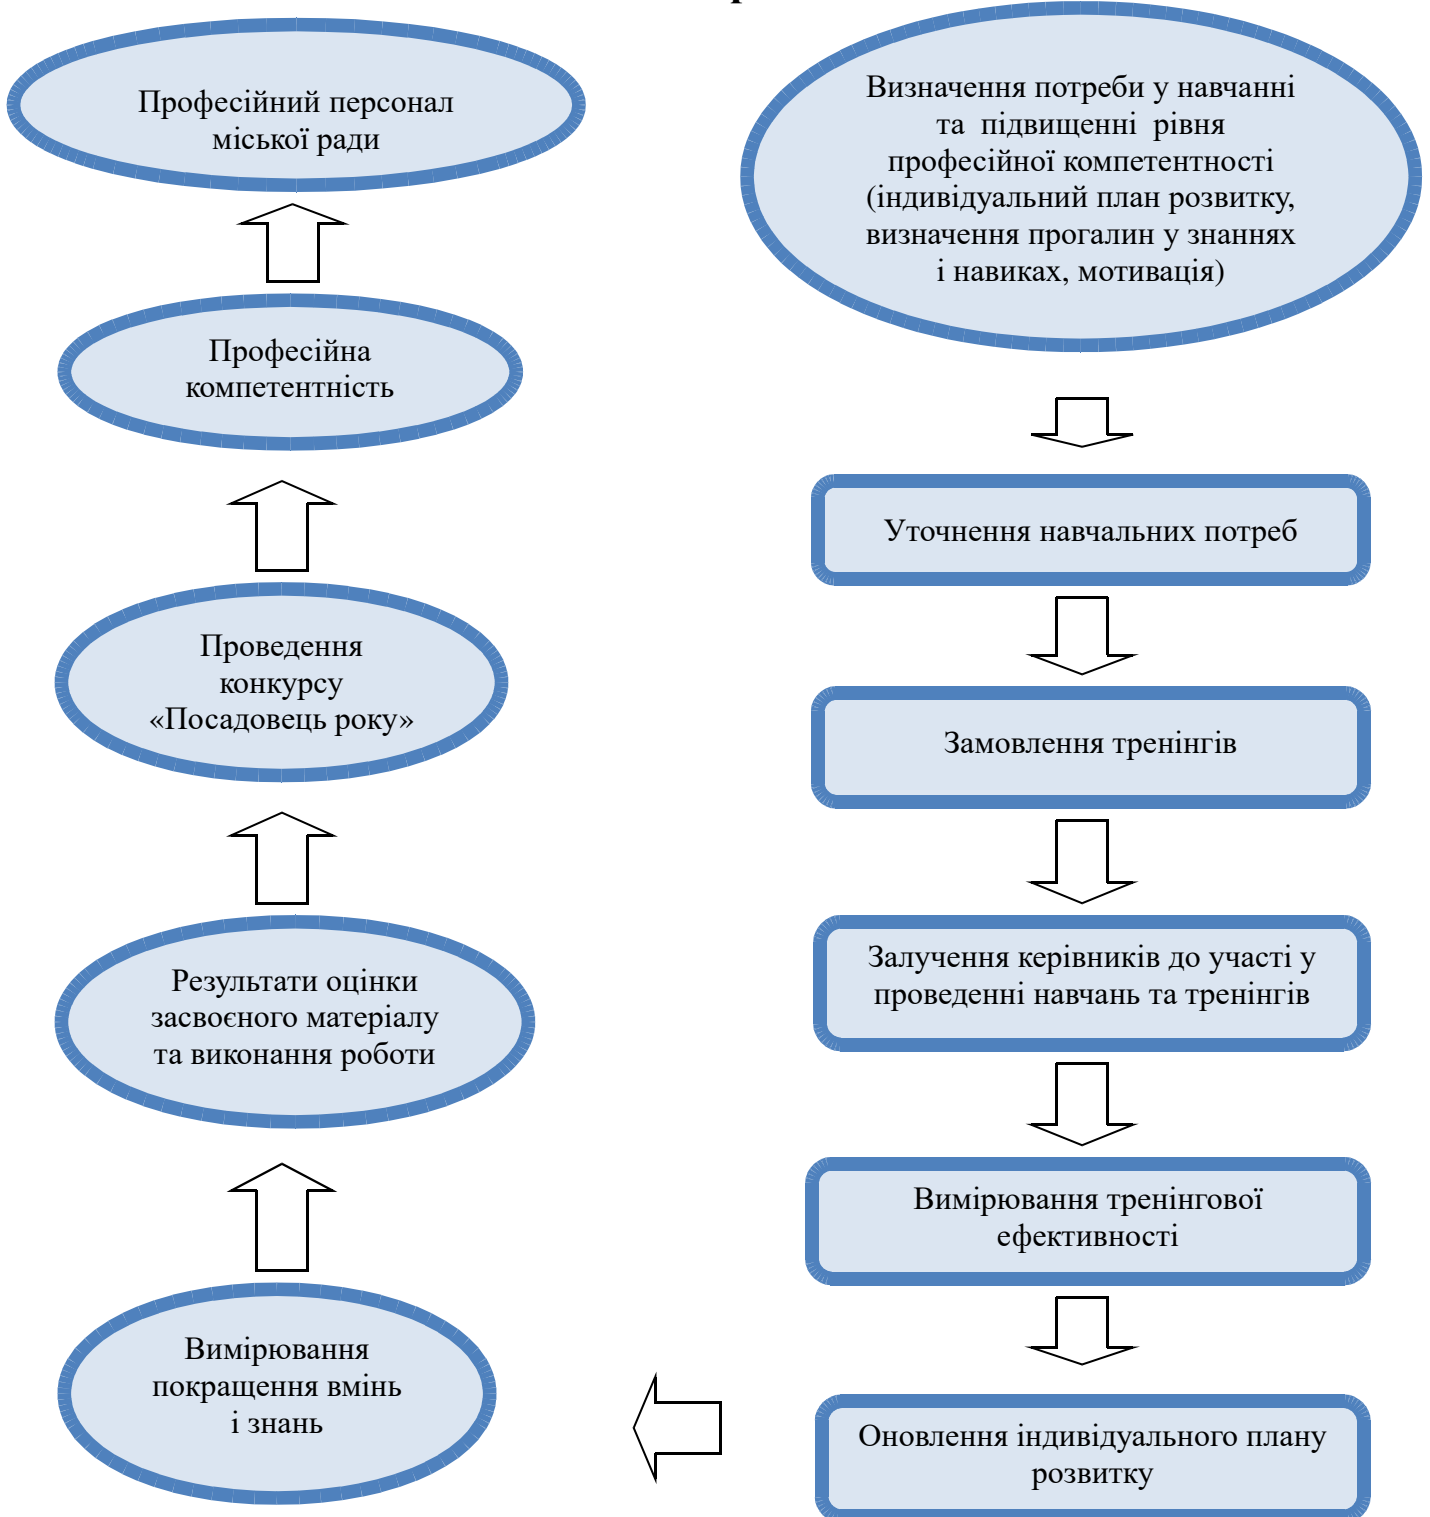 Професійний персонал
міської ради
Професійна
компетентність
Проведення
конкурсу
«Посадовець року»
Результати оцінки
засвоєного матеріалу
та виконання роботи
Вимірювання
покращення вмінь
і знань
Визначення потреби у навчанні
та підвищенні рівня
професійної компетентності
(індивідуальний план розвитку,
визначення прогалин у знаннях
і навиках, мотивація)
Уточнення навчальних потреб
Замовлення тренінгів
Залучення керівників до участі у
проведенні навчань та тренінгів
Вимірювання тренінгової
ефективності
Оновлення індивідуального плану
розвитку